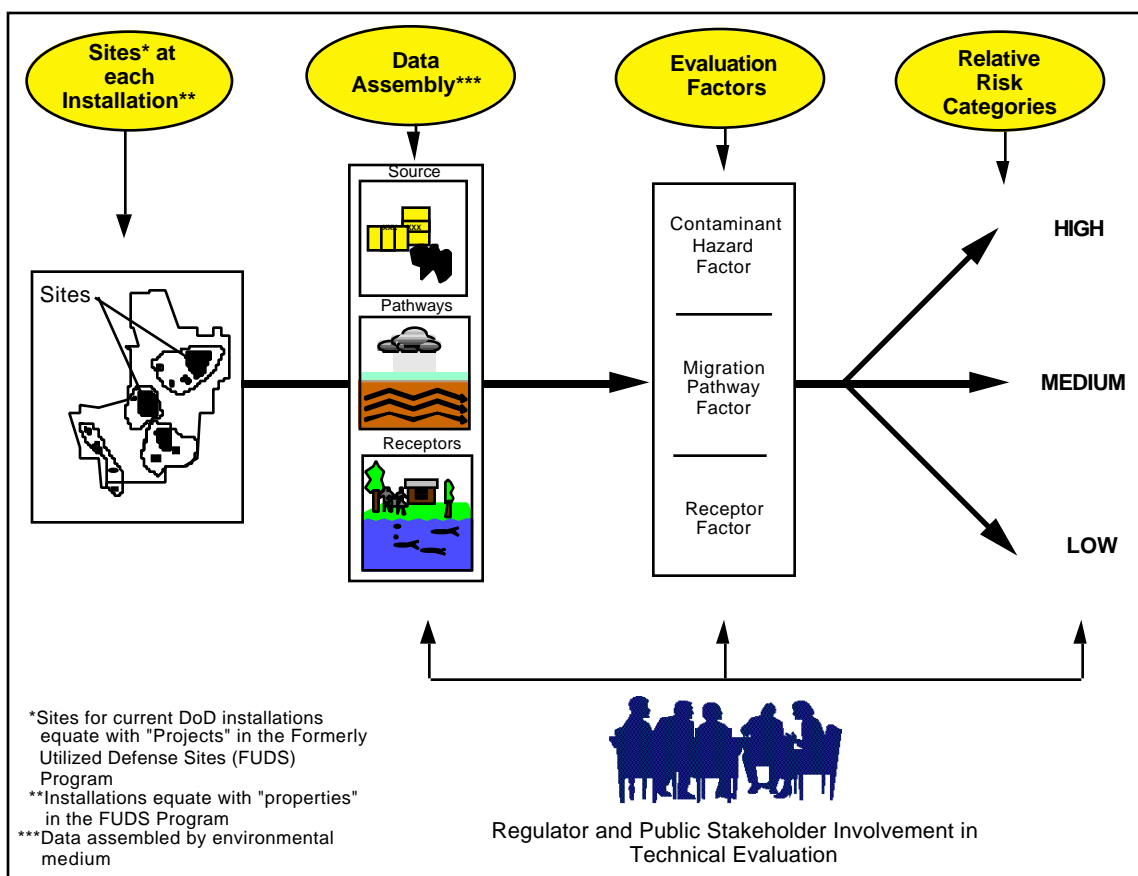 Sites* at
each
Installation**
Data
Assembly***
Evaluation
Factors
Relative
Risk
Categories
Source
Pathways
Receptors
Sites
Contaminant
Hazard
Factor
Migration
Pathway
Factor
Receptor
Factor
HIGH
MEDIUM
LOW
*Sites for current DoD installations
equate with "Projects" in the Formerly
Utilized Defense Sites (FUDS)
Program
**Installations equate with "properties"
in the FUDS Program
***Data assembled by environmental
medium
Regulator and Public Stakeholder Involvement in
Technical Evaluation